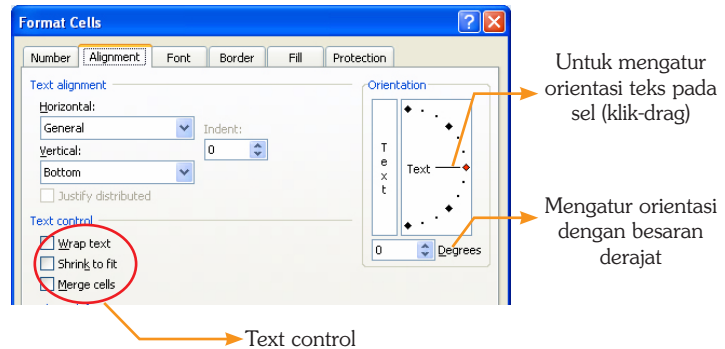 Format Cells
Number Alignment Font Border Fill Protection
Text alignment
Horizontal:
General
Indent:
Vertical:
0
Bottom
Justify distributed
Text control
Wrap text
Shrink to fit
Merge cells
Orientation
Text
Text
0 Degrees
Untuk mengatur
orientasi teks pada
sel (klik-drag)
Mengatur orientasi
dengan besaran
derajat
Text control